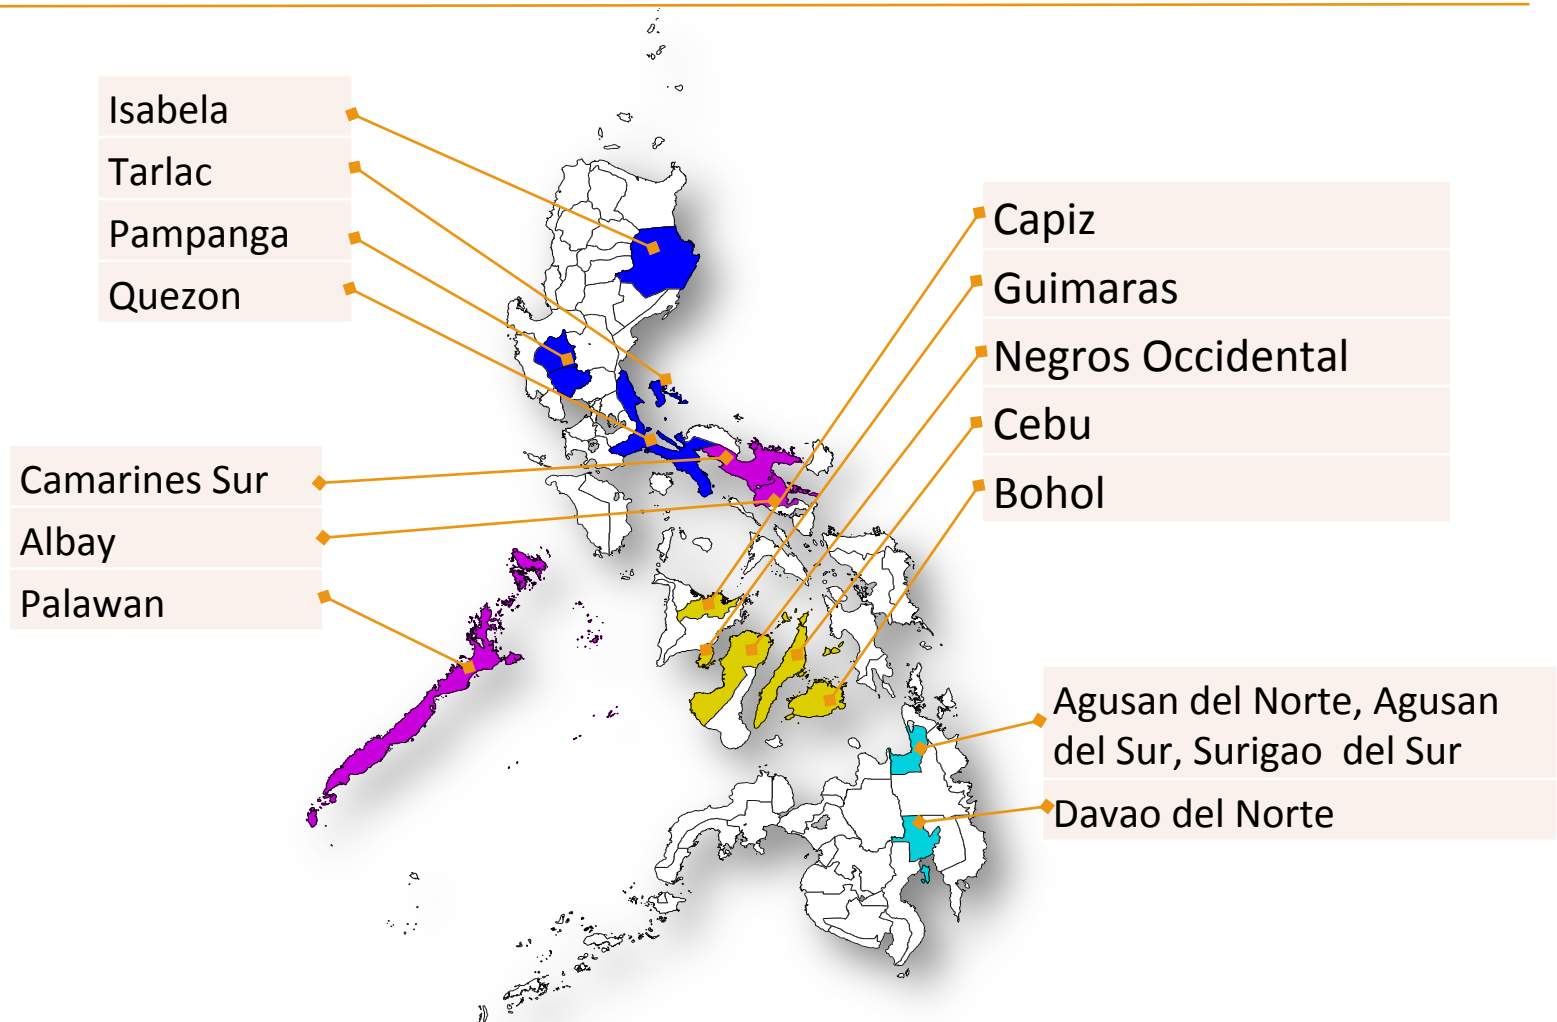 Isabela
Tarlac
Pampanga
Quezon
Camarines Sur
Albay
Palawan
Capiz
Guimaras
Negros Occidental
Cebu
Bohol
Agusan del Norte, Agusan
del Sur, Surigao  del Sur
Davao del Norte